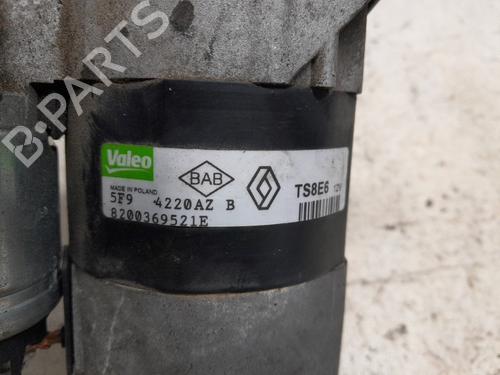 B-PARTS
Valeo
MADE IN POLAND
BAB
TS8E6 12V
5F9 4220AZ B
8200369521E